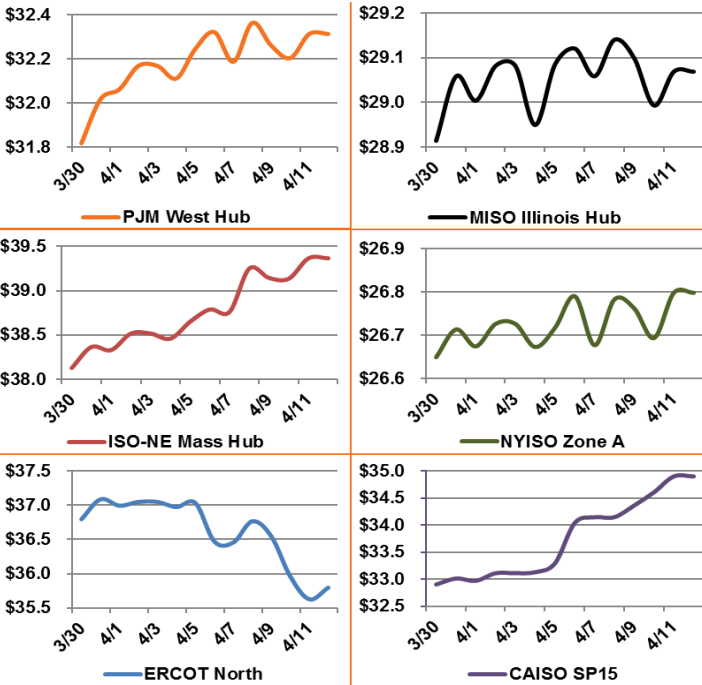 $32.4
$32.2
$32.0
$31.8
3/30 4/1 4/3 4/5 4/7 4/9 4/11
PJM West Hub
$29.2
$29.1
$29.0
$28.9
3/30 4/1 4/3 4/5 4/7 4/9 4/11
MISO Illinois Hub
$39.5
$39.0
$38.5
$38.0
3/30 4/1 4/3 4/5 4/7 4/9 4/11
ISO-NE Mass Hub
$26.9
$26.8
$26.7
$26.6
3/30 4/1 4/3 4/5 4/7 4/9 4/11
NYISO Zone A
$37.5
$37.0
$36.5
$36.0
$35.5
3/30 4/1 4/3 4/5 4/7 4/9 4/11
ERCOT North
$35.0
$34.5
$34.0
$33.5
$33.0
$32.5
3/30 4/1 4/3 4/5 4/7 4/9 4/11
CAISO SP15